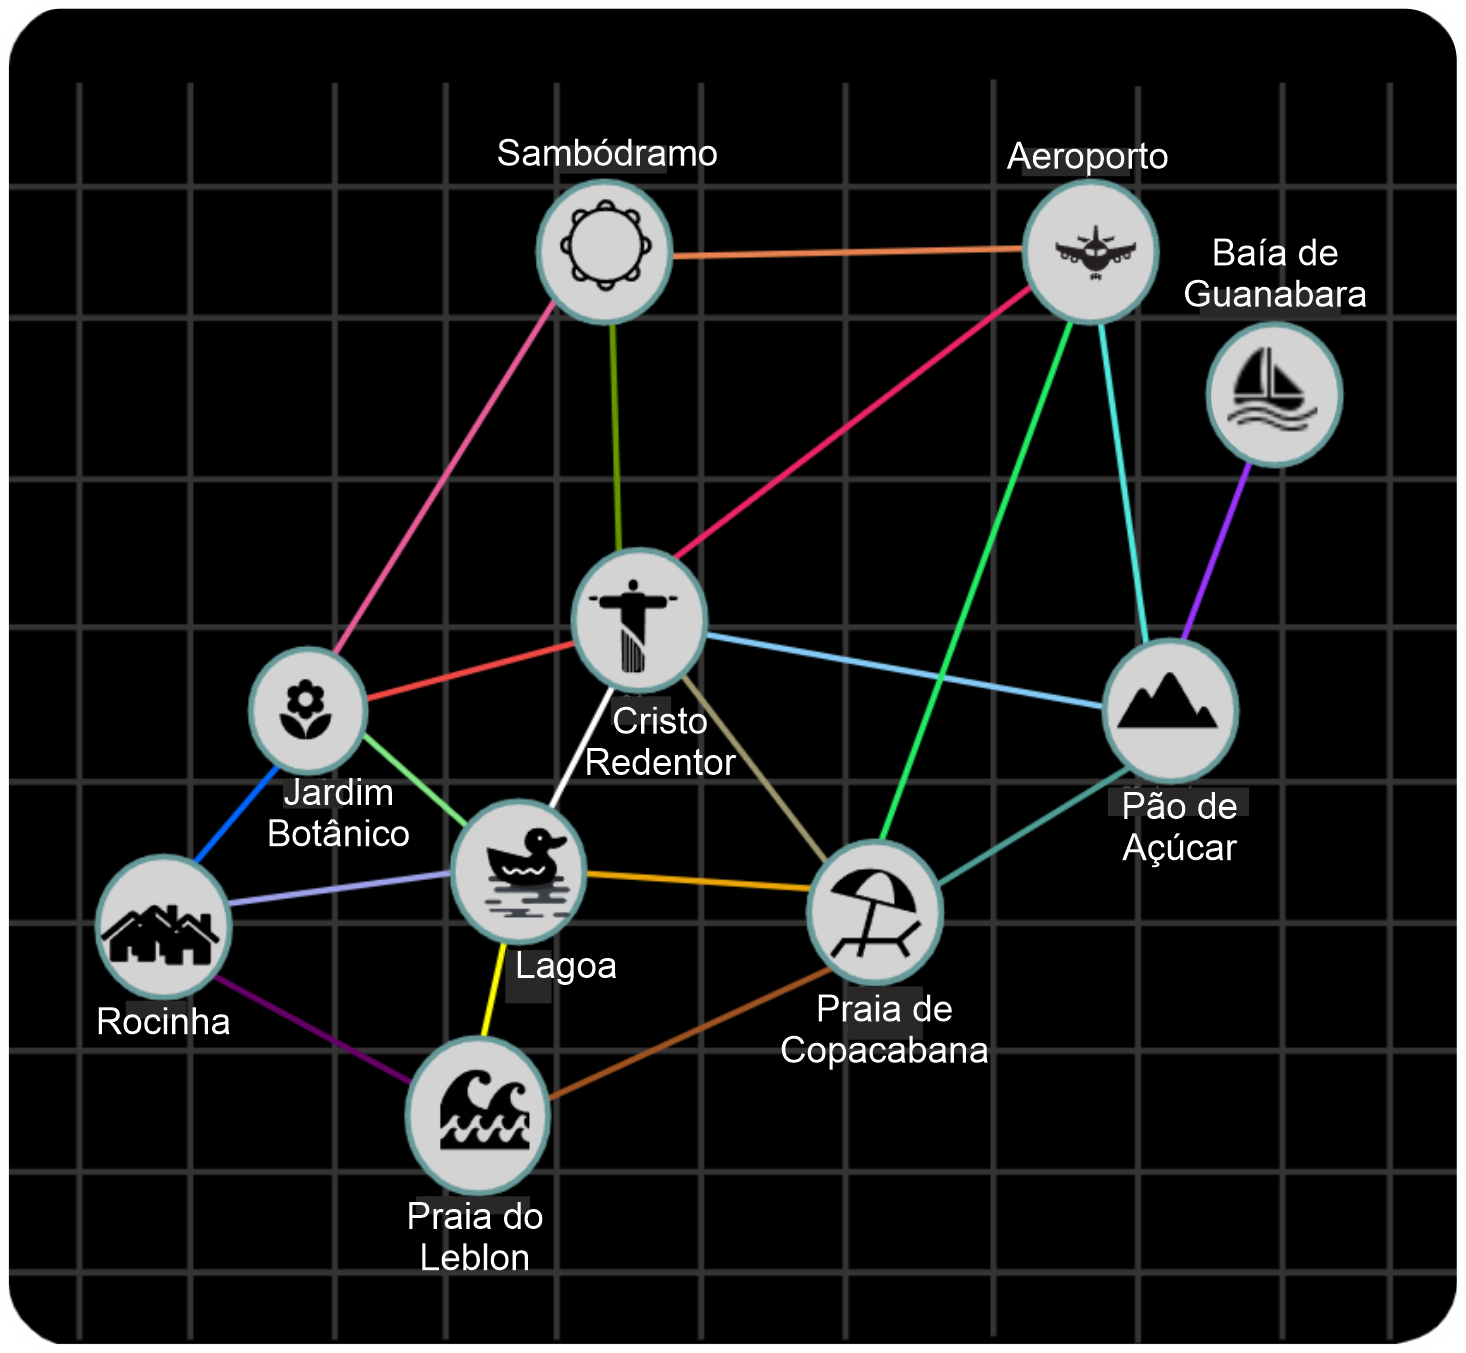 Sambódramo
Aeroporto
Baía de
Guanabara
Cristo
Redentor
Jardim
Botânico
Pão de
Açúcar
Lagoa
Rocinha
Praia de
Copacabana
Praia do
Leblon